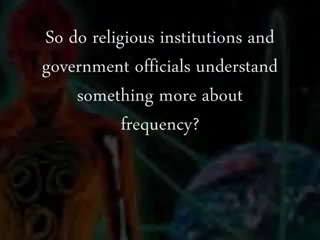 So do religious institutions and
government officials understand
something more about
frequency?